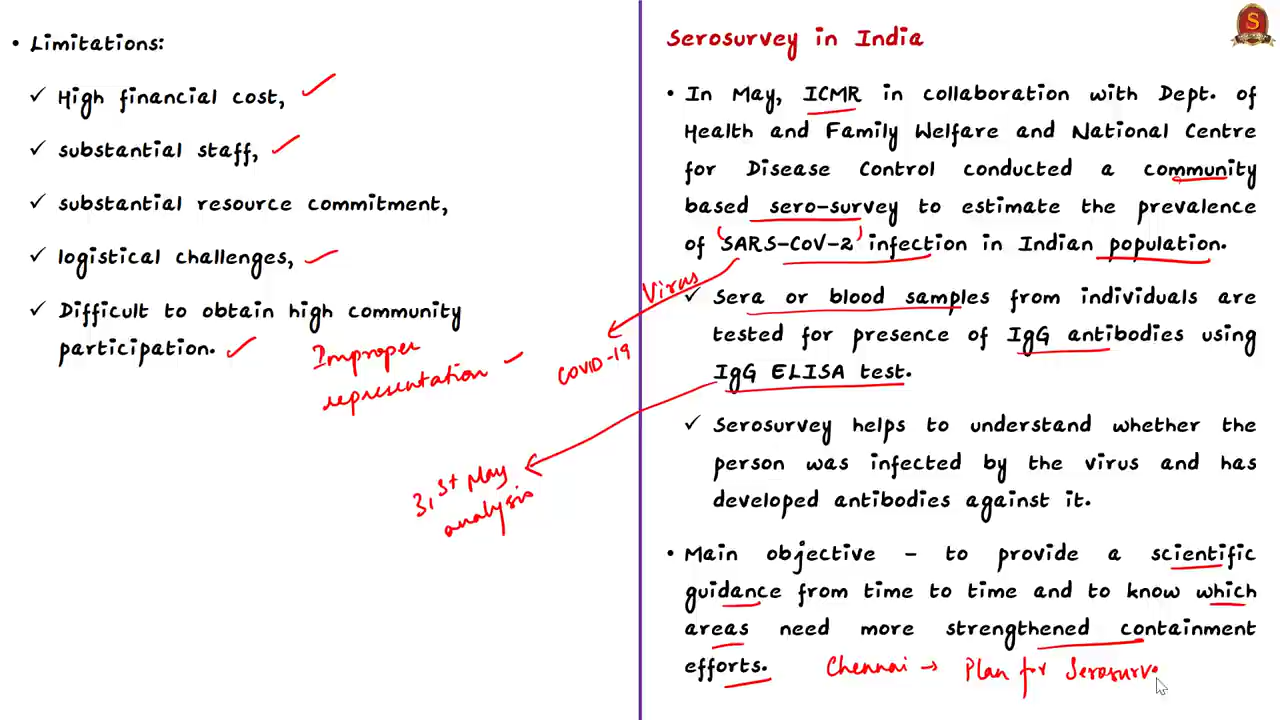 • Limitations:
✓ High financial cost,
✓ substantial staff,
✓ substantial resource commitment,
✓ logistical challenges,
✓ Difficult to obtain high community
participation.
Improper
representation
Virus
COVID-19
31st May
analysis
S
Serosurvey in India
• In May, ICMR in collaboration with Dept. of
Health and Family Welfare and National Centre
for Disease Control conducted a community
based sero-survey to estimate the prevalence
of (SARS-CoV-2) infection in Indian population.
✓ Sera or blood samples from individuals are
tested for presence of IgG antibodies using
IgG ELISA test.
✓ Serosurvey helps to understand whether the
person was infected by the virus and has
developed antibodies against it.
• Main objective - to provide a scientific
guidance from time to time and to know which
areas need more strengthened containment
efforts.
Chennai → Plan for Serosurv